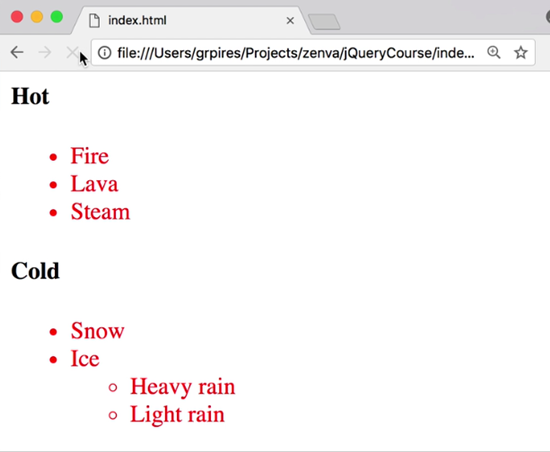 index.html
file:///Users/grpires/Projects/zenva/jQueryCourse/inde...
Hot
Fire
Lava
Steam
Cold
Snow
Ice
Heavy rain
Light rain